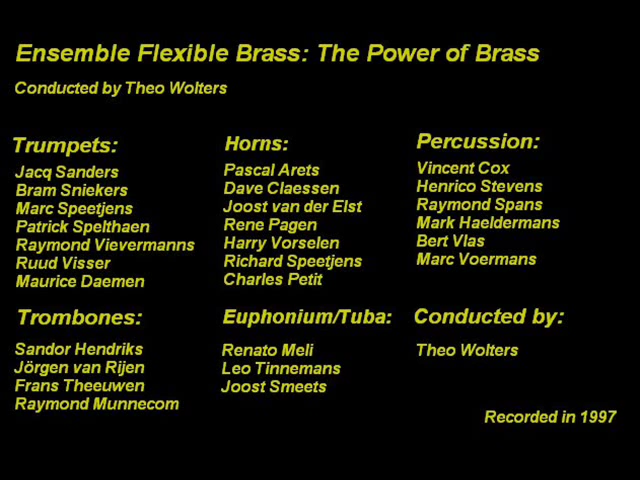 Ensemble Flexible Brass: The Power of Brass
Conducted by Theo Wolters
Trumpets:
Jacq Sanders
Bram Sniekers
Marc Speetjens
Patrick Spelthaen
Raymond Vievermanns
Ruud Visser
Maurice Daemen
Horns:
Pascal Arets
Dave Claessen
Joost van der Elst
Rene Pagen
Harry Vorselen
Richard Speetjens
Charles Petit
Percussion:
Vincent Cox
Henrico Stevens
Raymond Spans
Mark Haeldermans
Bert Vlas
Marc Voermans
Trombones:
Sandor Hendriks
Jörgen van Rijen
Frans Theeuwen
Raymond Munnecom
Euphonium/Tuba:
Renato Meli
Leo Tinnemans
Joost Smeets
Conducted by:
Theo Wolters
Recorded in 1997